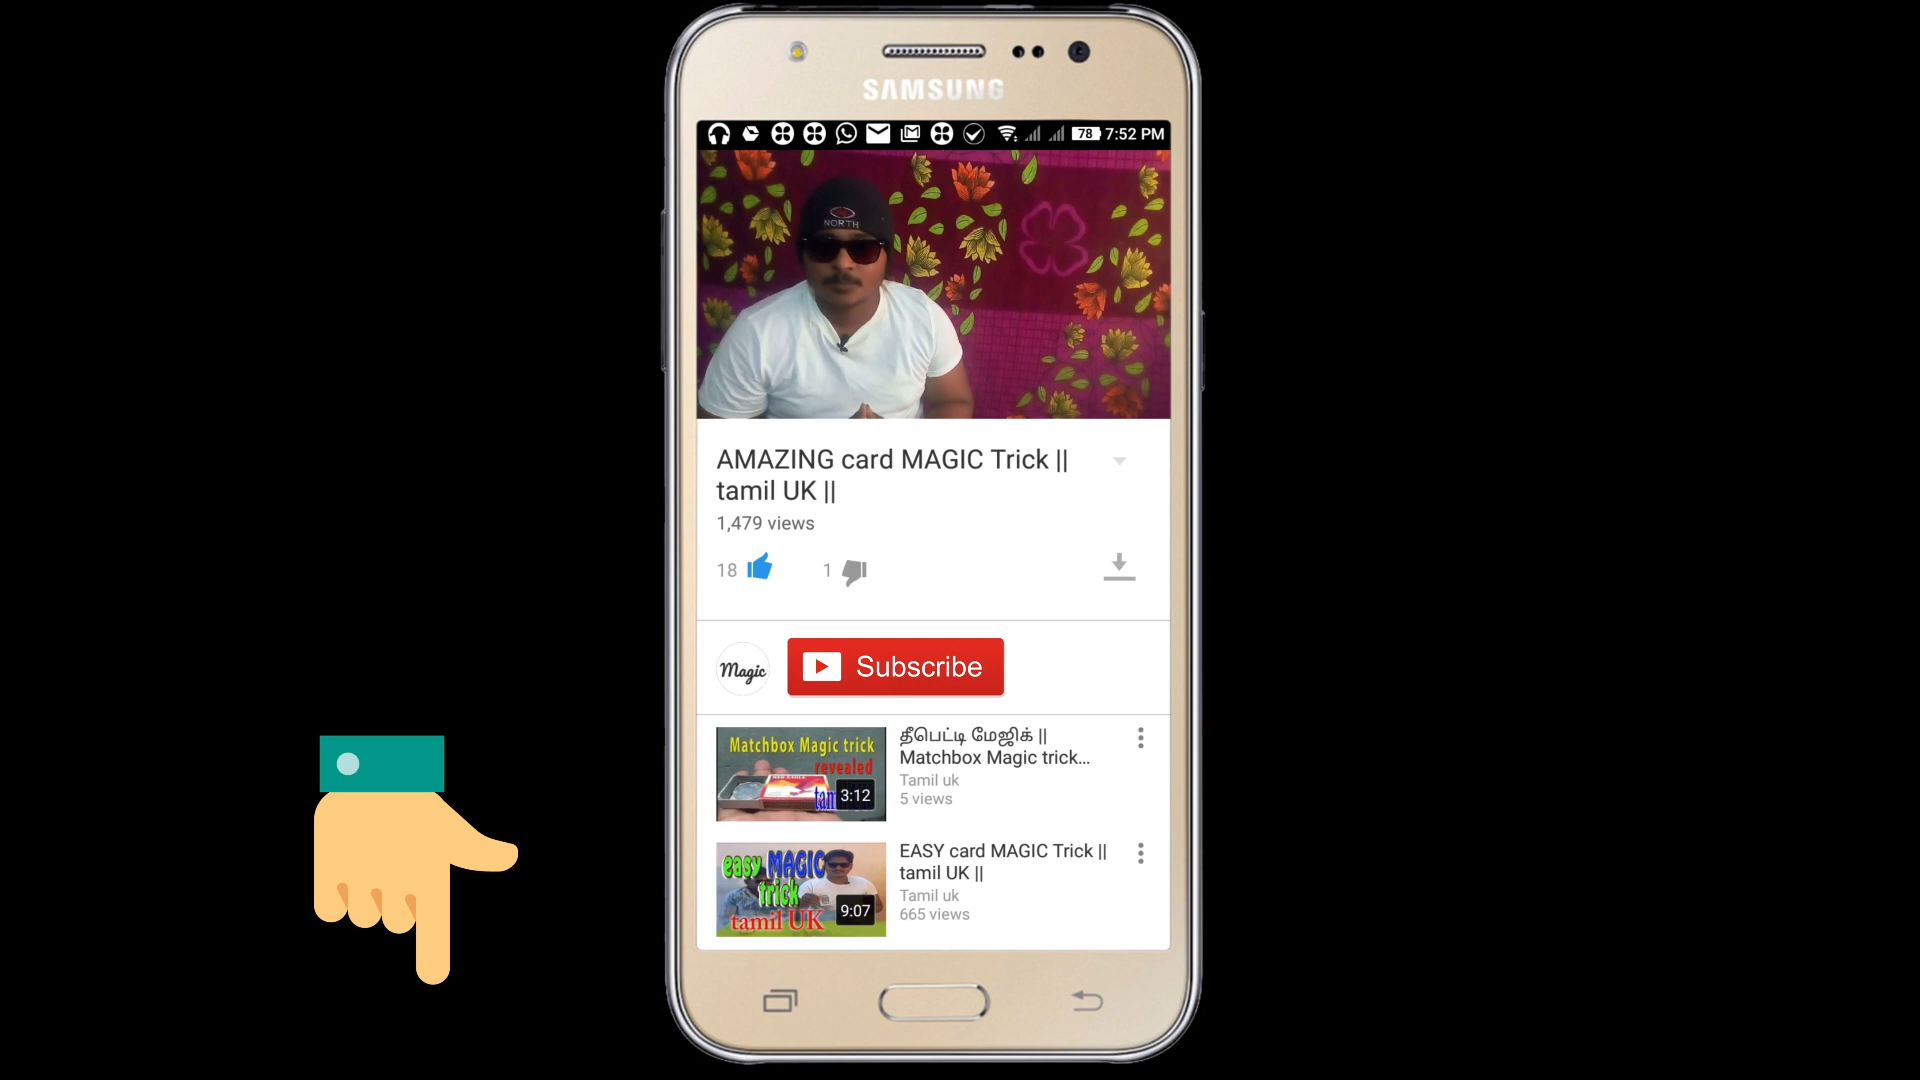 SAMSUNG
78 7:52 PM
NORTH
AMAZING card MAGIC Trick ||
tamil UK ||
1,479 views
18
1
Magic
Subscribe
Matchbox Magic trick
revealed
3:12
தீபெட்டி மேஜிக் ||
Matchbox Magic trick...
Tamil uk
5 views
easy MAGIC
trick
tamil UK
9:07
EASY card MAGIC Trick ||
tamil UK ||
Tamil uk
665 views